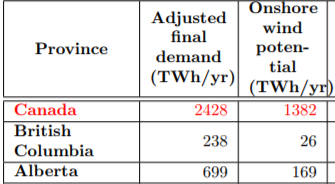 Province
Adjusted
final
demand
(TWh/yr)
Onshore
wind
poten-
tial
(TWh/yr)
Canada 2428 1382
British
Columbia 238 26
Alberta 699 169